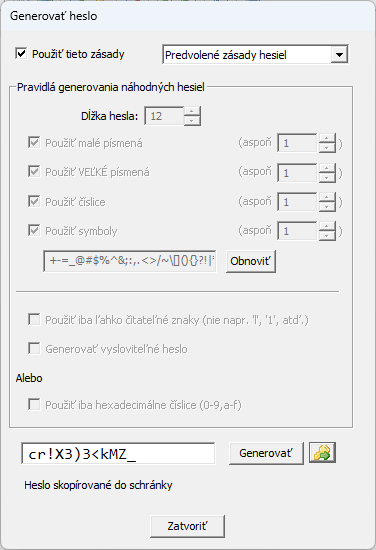 Generovať heslo
Použiť tieto zásady
Predvolené zásady hesiel
Pravidlá generovania náhodných hesiel
Dĺžka hesla: 12
Použiť malé písmená (aspoň 1 )
Použiť VEĽKÉ písmená (aspoň 1 )
Použiť číslice (aspoň 1 )
Použiť symboly (aspoň 1 )
+-=_@#$%^&;:,.<>/~\[](){}?!|* Obnoviť
Použiť iba ľahko čitateľné znaky (nie napr. 'l', '1', atď.)
Generovať vysloviteľné heslo
Alebo
Použiť iba hexadecimálne číslice (0-9,a-f)
cr!X3)3<kMZ_ Generovať
Heslo skopírované do schránky
Zatvoriť